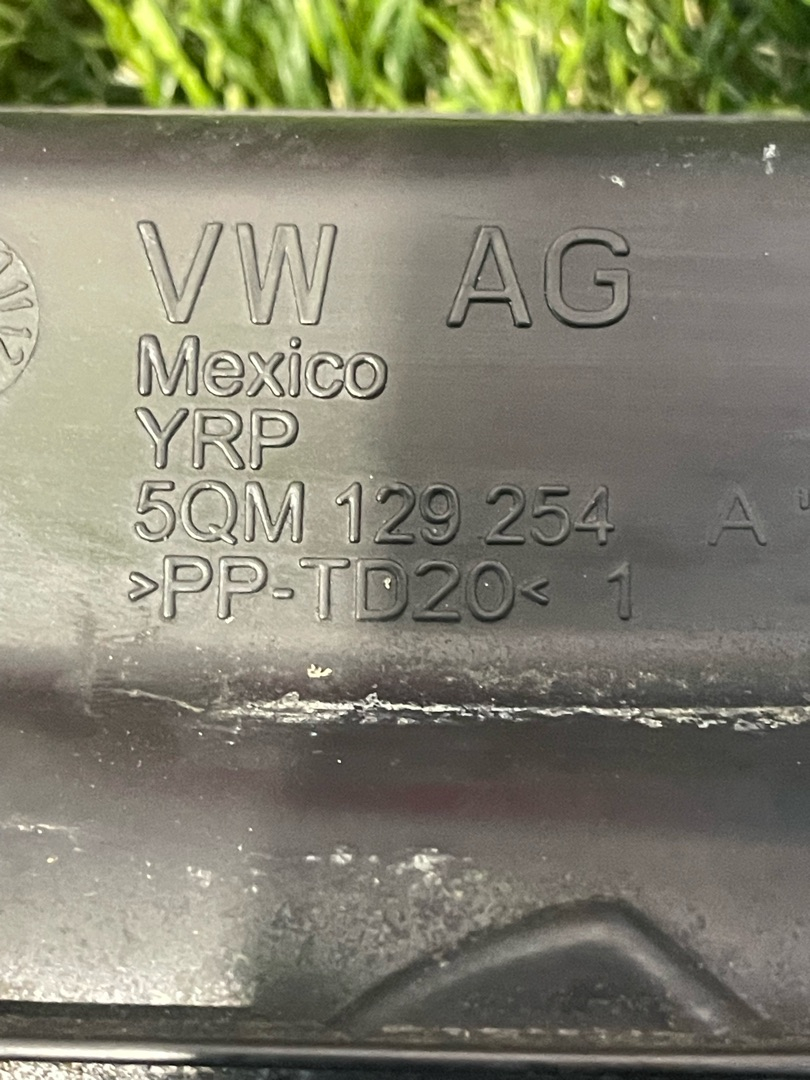 VW AG
Mexico
YRP
5QM 129 254 A
>PP-TD20< 1